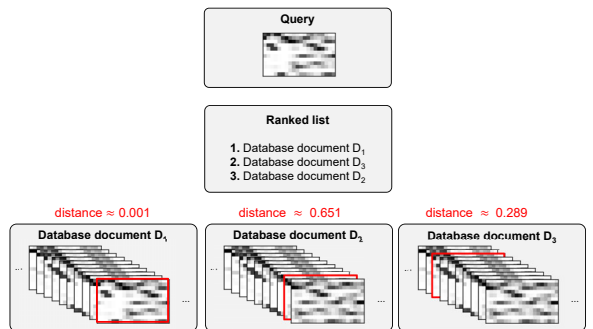 Query
Ranked list
1. Database document D₁
2. Database document D₃
3. Database document D₂
distance ≈ 0.001
distance ≈ 0.651
distance ≈ 0.289
Database document D₁
Database document D₂
Database document D₃
... ...
... ...
... ...